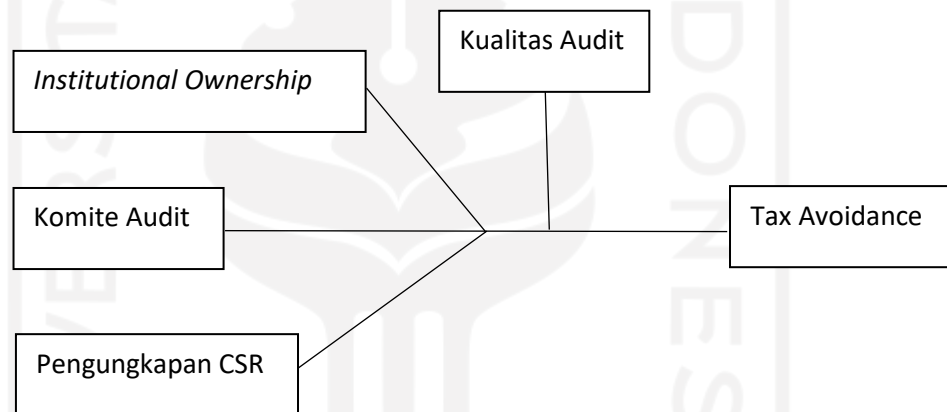 Kualitas Audit
Institutional Ownership
Komite Audit
Tax Avoidance
Pengungkapan CSR